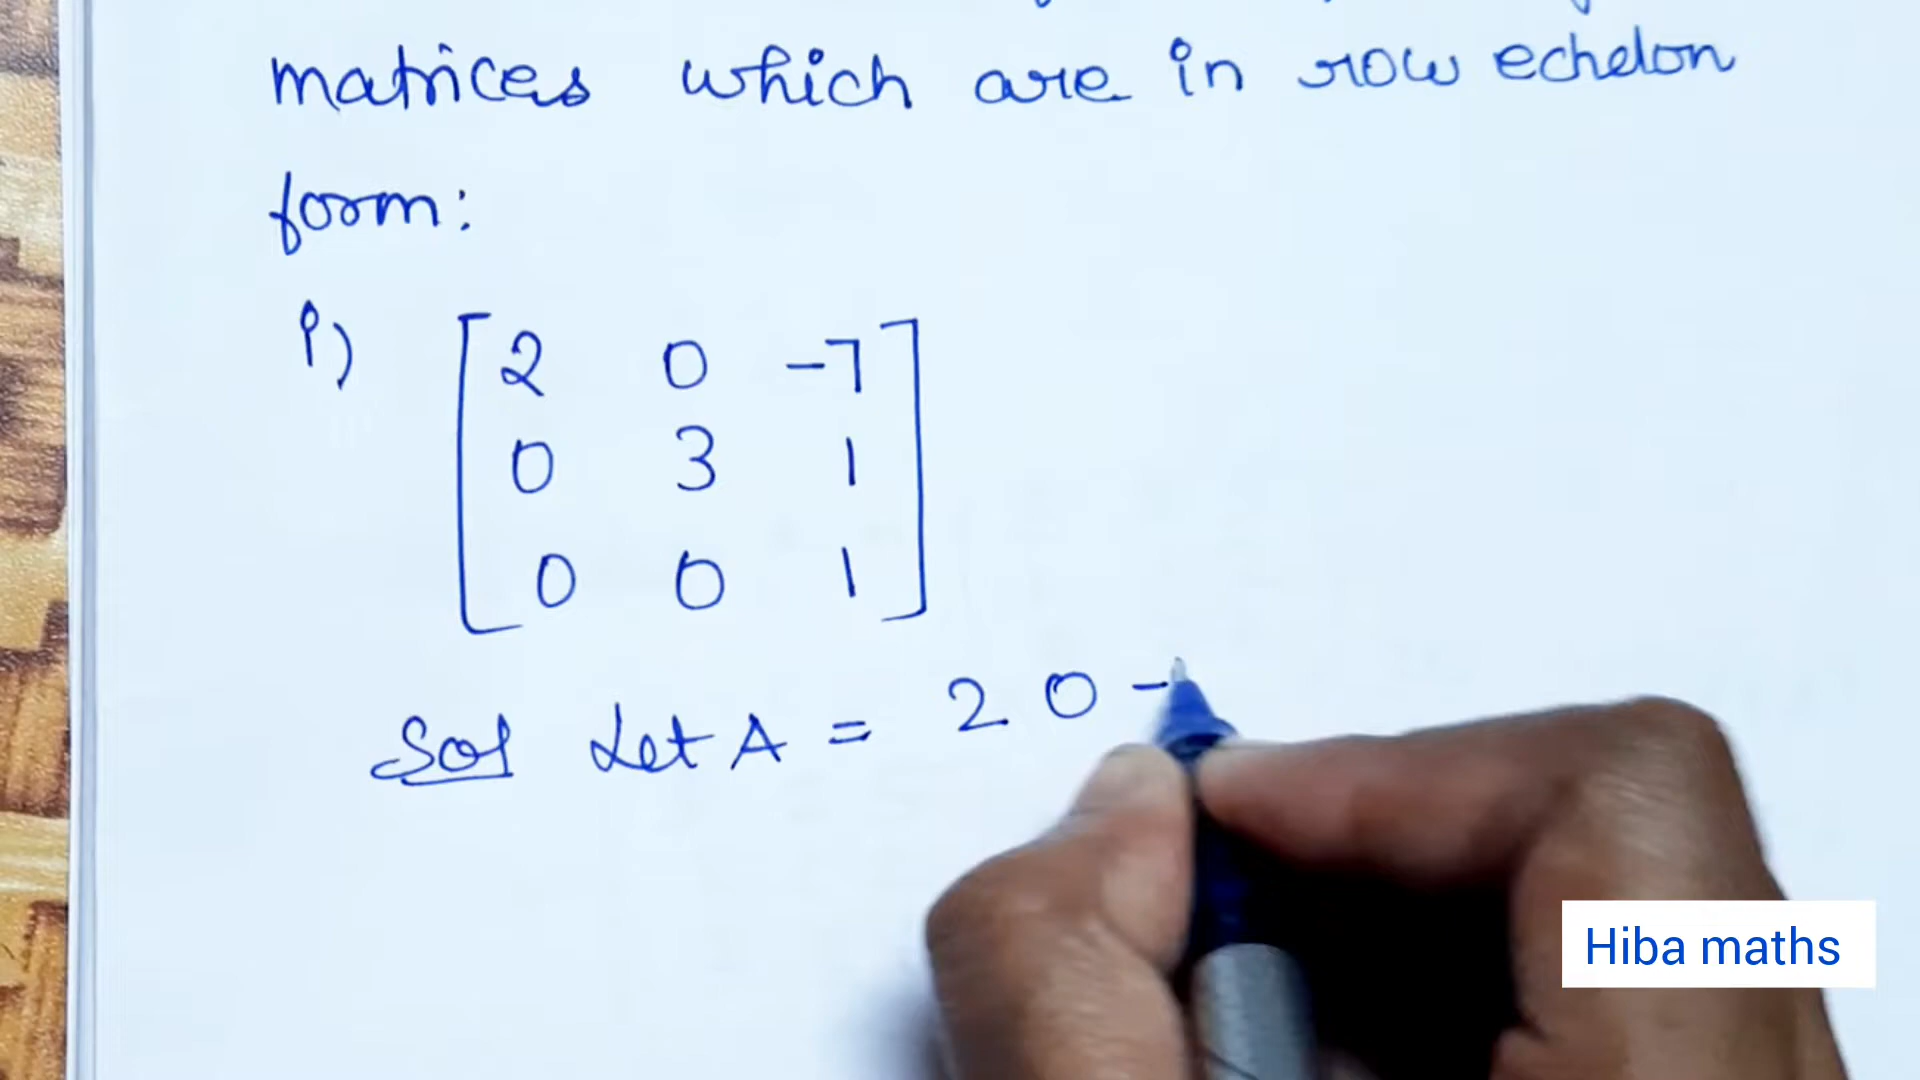 matrices which are in row echelon
form:
i) [2 0 -7
0 3 1
0 0 1]
Sol Let A = 2 0 -
Hiba maths